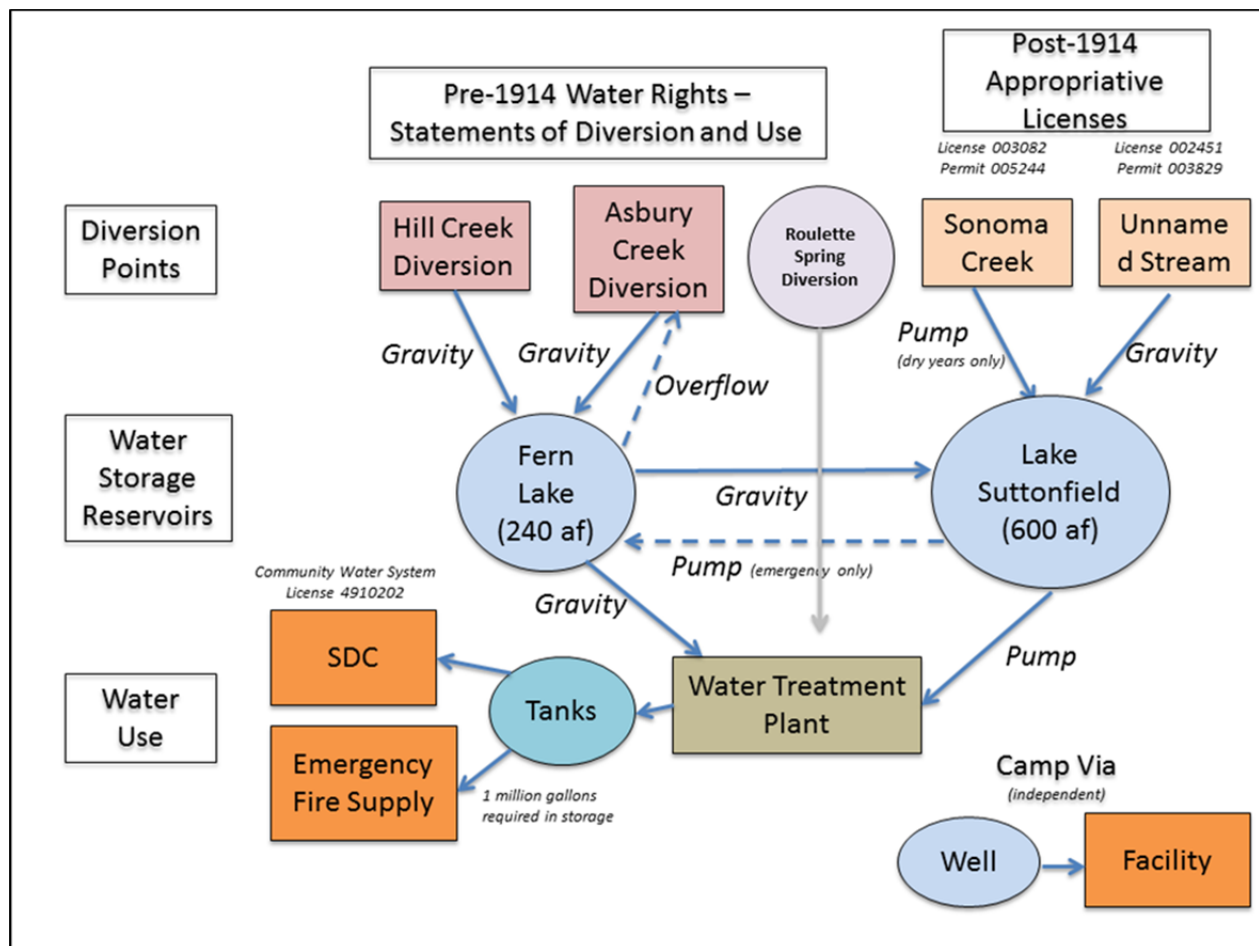 Pre-1914 Water Rights –
Statements of Diversion and Use
Post-1914
Appropriative
Licenses
License 003082
Permit 005244
License 002451
Permit 003829
Diversion
Points
Hill Creek
Diversion
Asbury
Creek
Diversion
Roulette
Spring
Diversion
Sonoma
Creek
Unname
d Stream
Gravity
Gravity
Overflow
Pump
(dry years only)
Gravity
Water
Storage
Reservoirs
Fern
Lake
(240 af)
Gravity
Lake
Suttonfield
(600 af)
Pump (emergency only)
Community Water System
License 4910202
Gravity
Pump
Water
Use
SDC
Tanks
Water Treatment
Plant
Emergency
Fire Supply
1 million gallons
required in storage
Camp Via
(independent)
Well
Facility